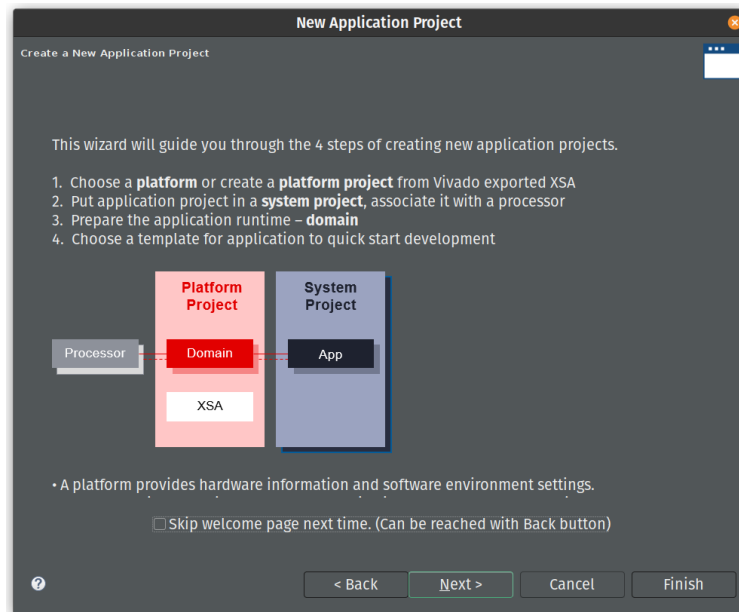 New Application Project
Create a New Application Project
This wizard will guide you through the 4 steps of creating new application projects.
1. Choose a platform or create a platform project from Vivado exported XSA
2. Put application project in a system project, associate it with a processor
3. Prepare the application runtime – domain
4. Choose a template for application to quick start development
Platform
Project
System
Project
Processor
Domain
App
XSA
• A platform provides hardware information and software environment settings.
Skip welcome page next time. (Can be reached with Back button)
?
< Back
Next >
Cancel
Finish